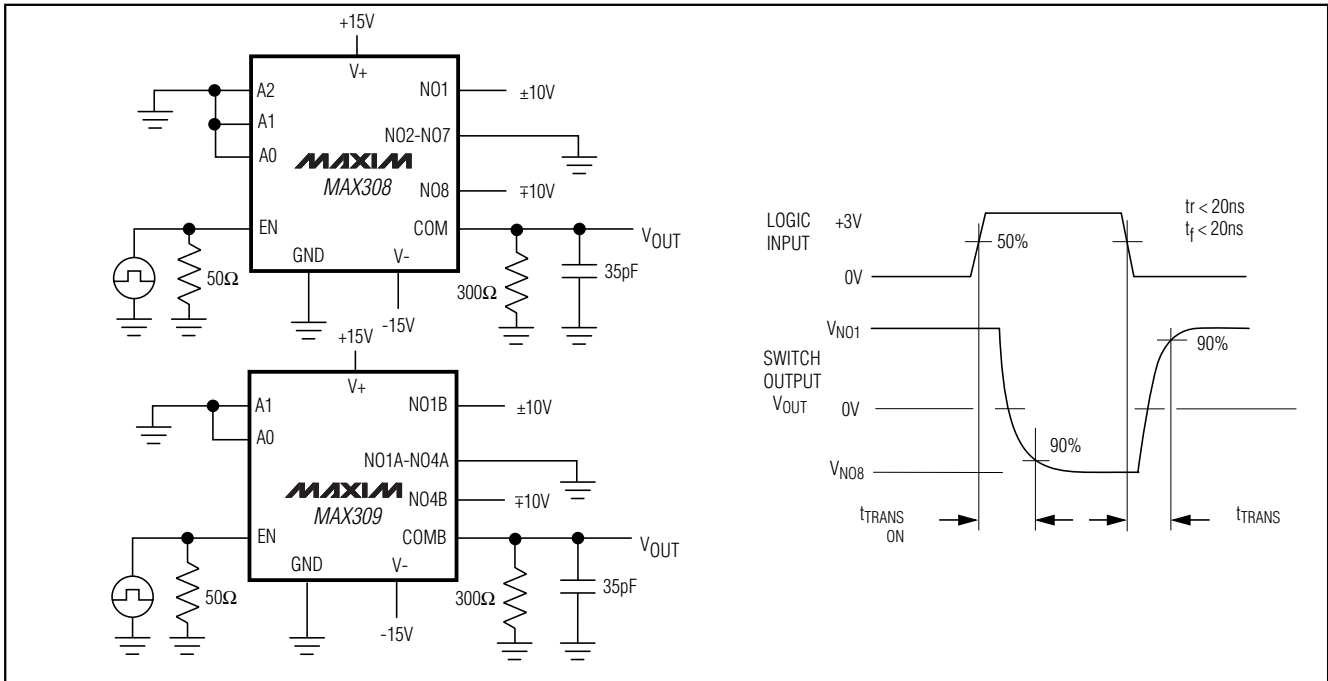 +15V
V+
A2
A1
A0
NO1
±10V
NO2-NO7
MAXIM
MAX308
NO8
∓10V
EN
COM
VOUT
GND
V-
50Ω
300Ω
35pF
-15V
+15V
V+
A1
A0
NO1B
±10V
NO1A-NO4A
MAXIM
MAX309
NO4B
∓10V
EN
COMB
VOUT
GND
V-
50Ω
300Ω
35pF
-15V
LOGIC
INPUT
+3V
50%
0V
tr < 20ns
tf < 20ns
VNO1
90%
SWITCH
OUTPUT
VOUT
0V
90%
VNO8
tTRANS
ON
tTRANS